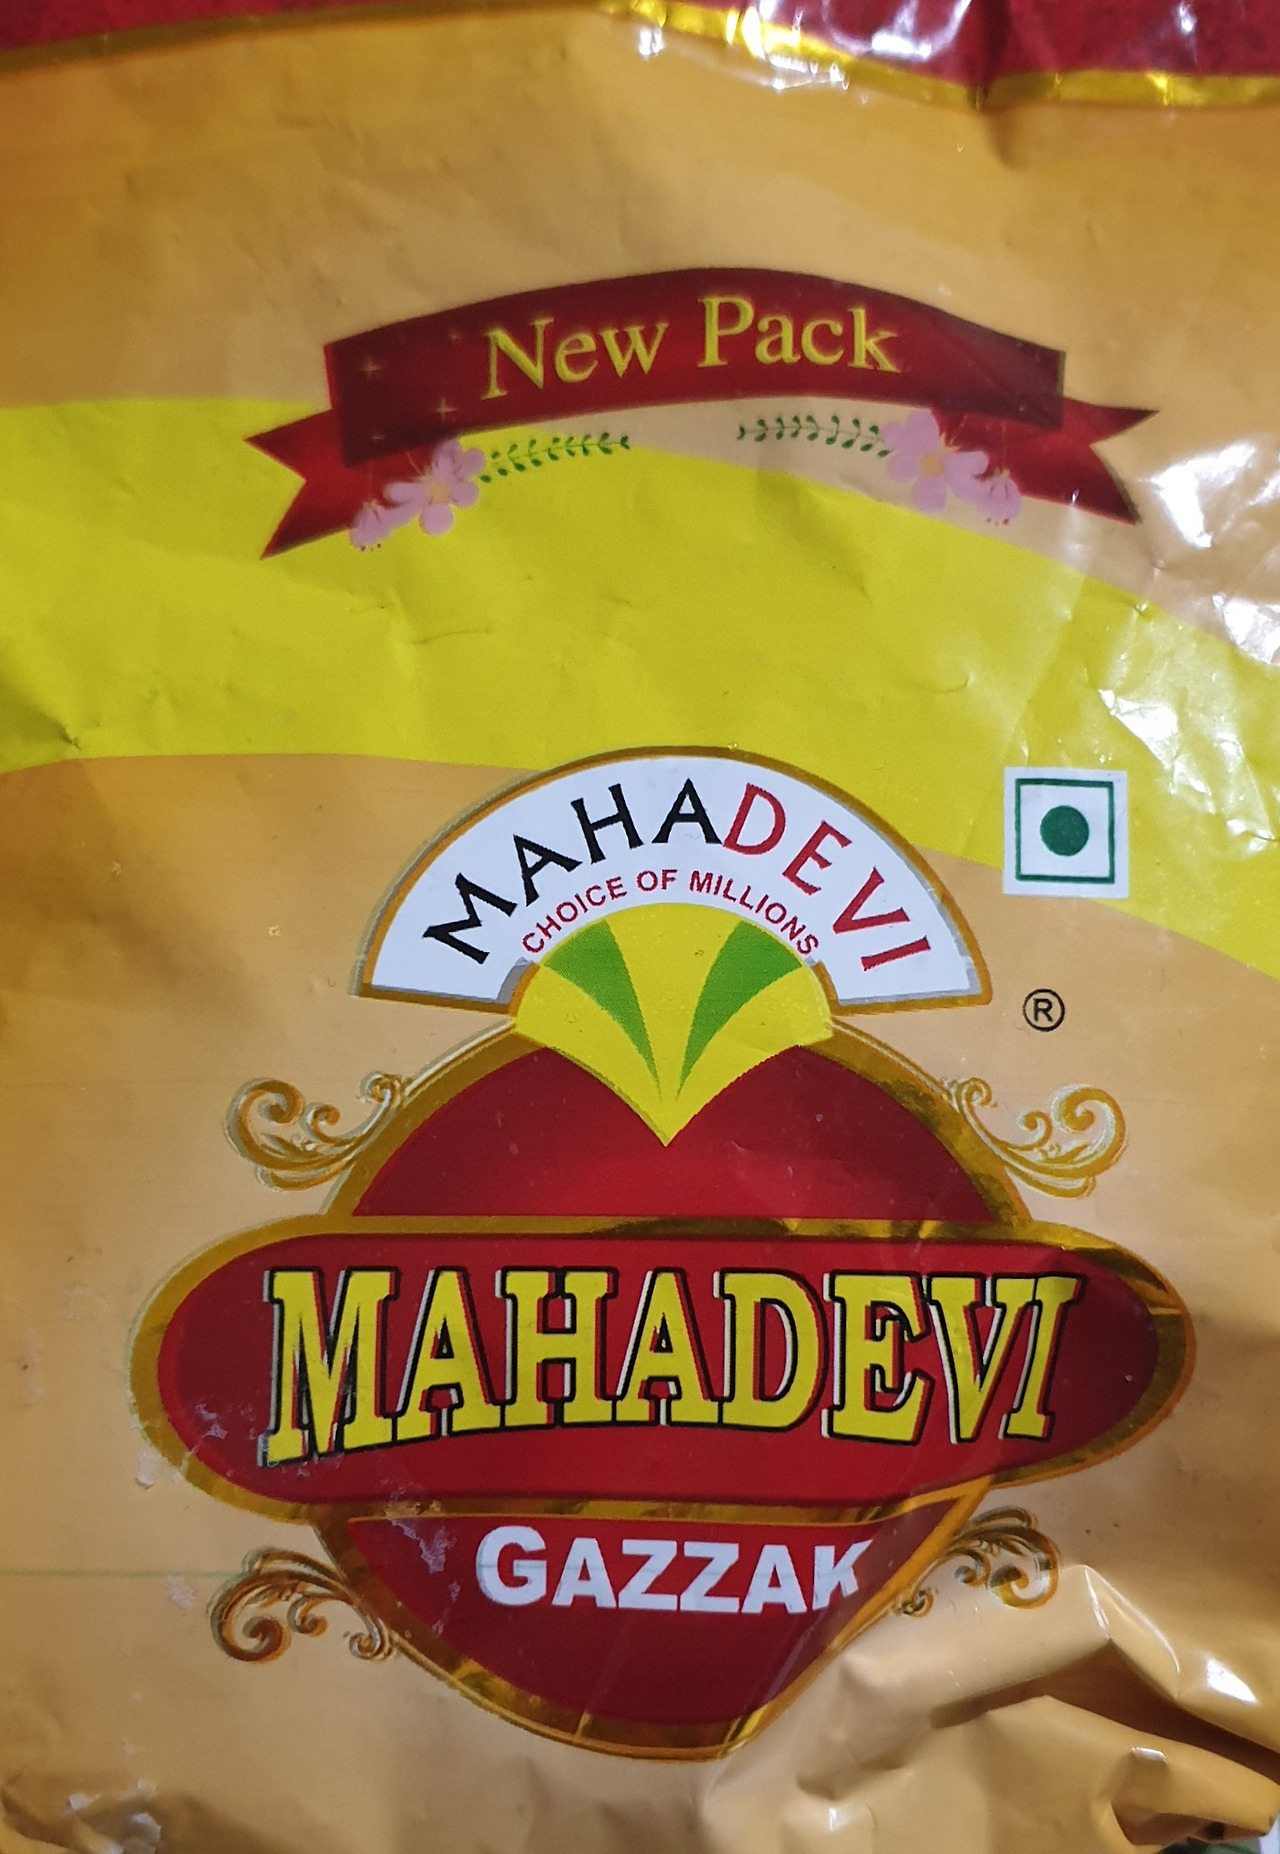 New Pack
MAHADEVI
CHOICE OF MILLIONS
®
MAHADEVI
GAZZAK